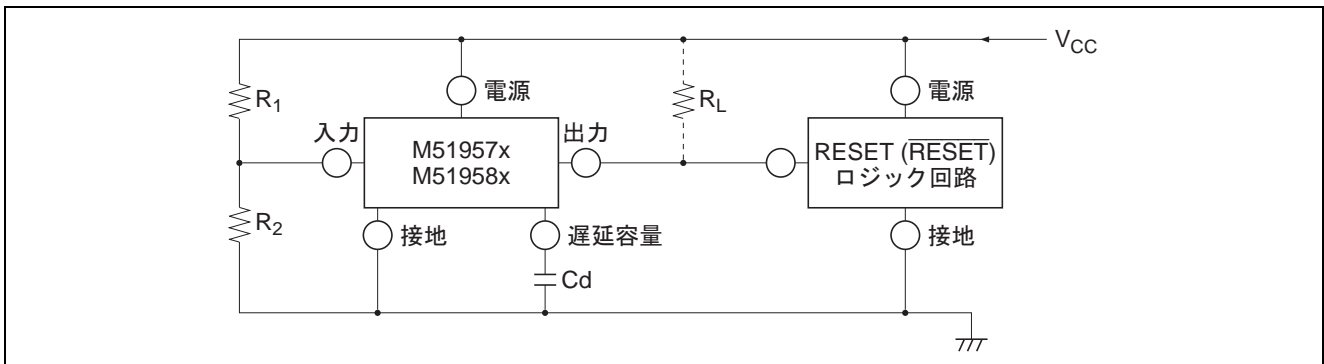 V_CC
R_1
電源
R_L
電源
入力
M51957x
M51958x
出力
RESET (R̅E̅S̅E̅T̅)
ロジック回路
R_2
接地
遅延容量
接地
Cd